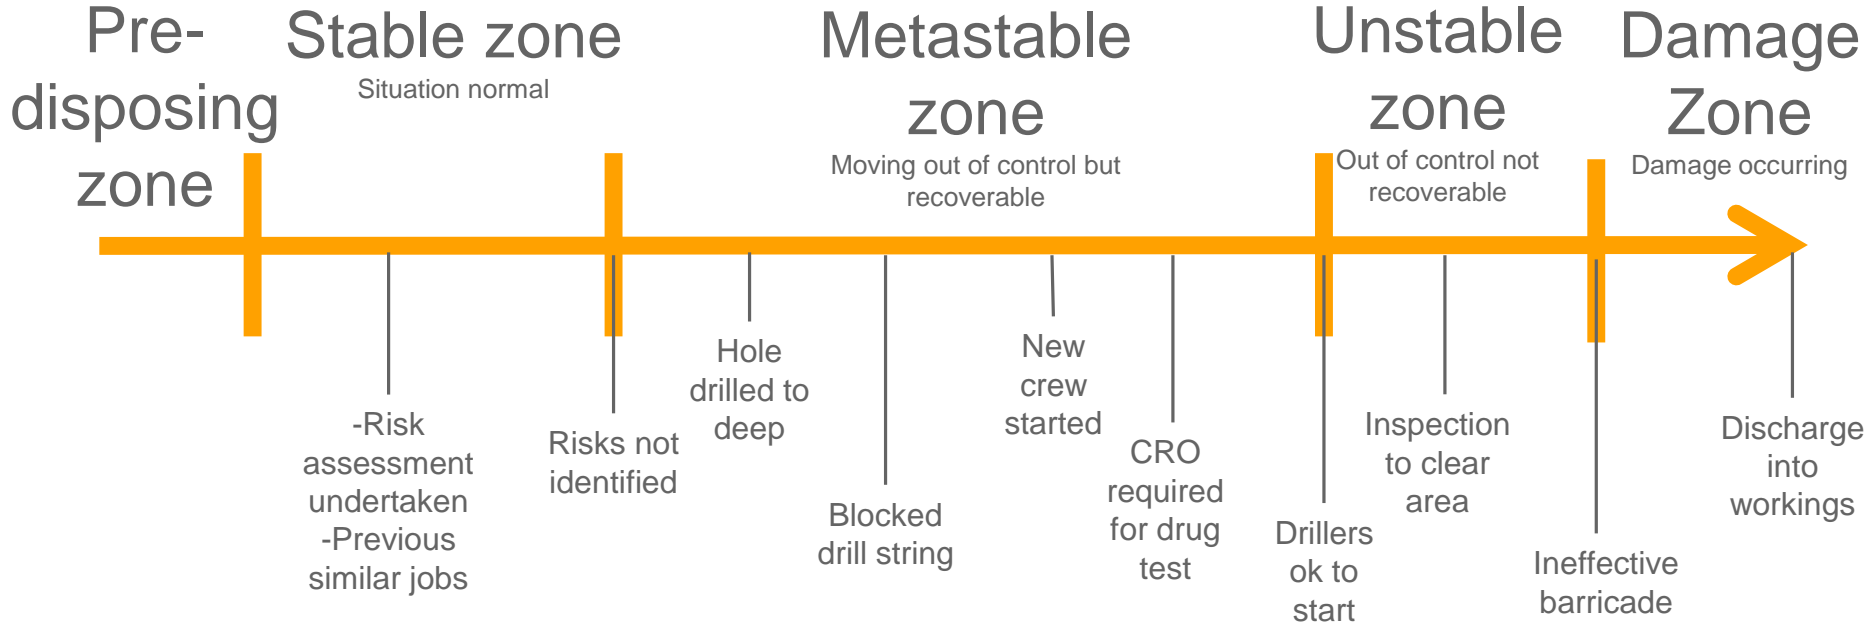 Pre-
disposing
zone
Stable zone
Situation normal
Metastable
zone
Moving out of control but
recoverable
Unstable
zone
Out of control not
recoverable
Damage
Zone
Damage occurring
-Risk
assessment
undertaken
-Previous
similar jobs
Risks not
identified
Hole
drilled to
deep
Blocked
drill string
New
crew
started
CRO
required
for drug
test
Drillers
ok to
start
Inspection
to clear
area
Ineffective
barricade
Discharge
into
workings